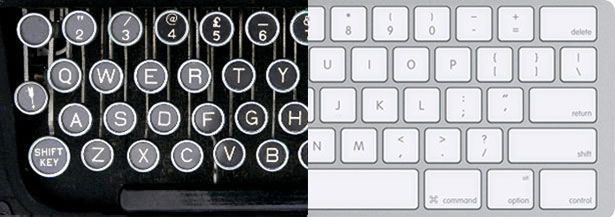 " 2 / 3 @ 4 £ 5 – 6 * 8 ( 9 ) 0 _ - + = delete
Q W E R T Y U I O P { [ } ] | \
A S D F G H J K L : ; " ' return
SHIFT KEY Z X C V B N M < , > . ? / shift
⌘ command alt option control